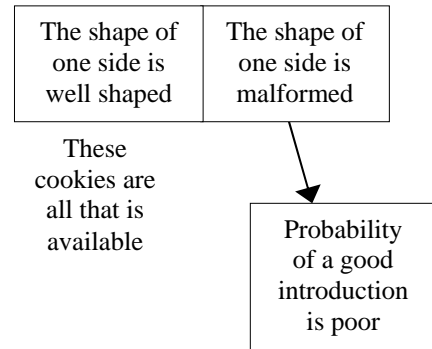 The shape of
one side is
well shaped
The shape of
one side is
malformed
These
cookies are
all that is
available
Probability
of a good
introduction
is poor